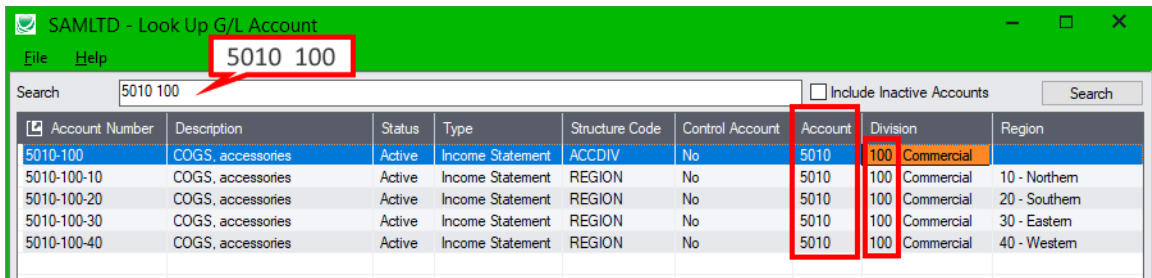 SAMLTD - Look Up G/L Account
File Help
5010 100
Search 5010 100 Include Inactive Accounts Search
Account Number Description Status Type Structure Code Control Account Account Division Region
5010-100 COGS, accessories Active Income Statement ACCDIV No 5010 100 Commercial
5010-100-10 COGS, accessories Active Income Statement REGION No 5010 100 Commercial 10 - Northern
5010-100-20 COGS, accessories Active Income Statement REGION No 5010 100 Commercial 20 - Southern
5010-100-30 COGS, accessories Active Income Statement REGION No 5010 100 Commercial 30 - Eastern
5010-100-40 COGS, accessories Active Income Statement REGION No 5010 100 Commercial 40 - Western